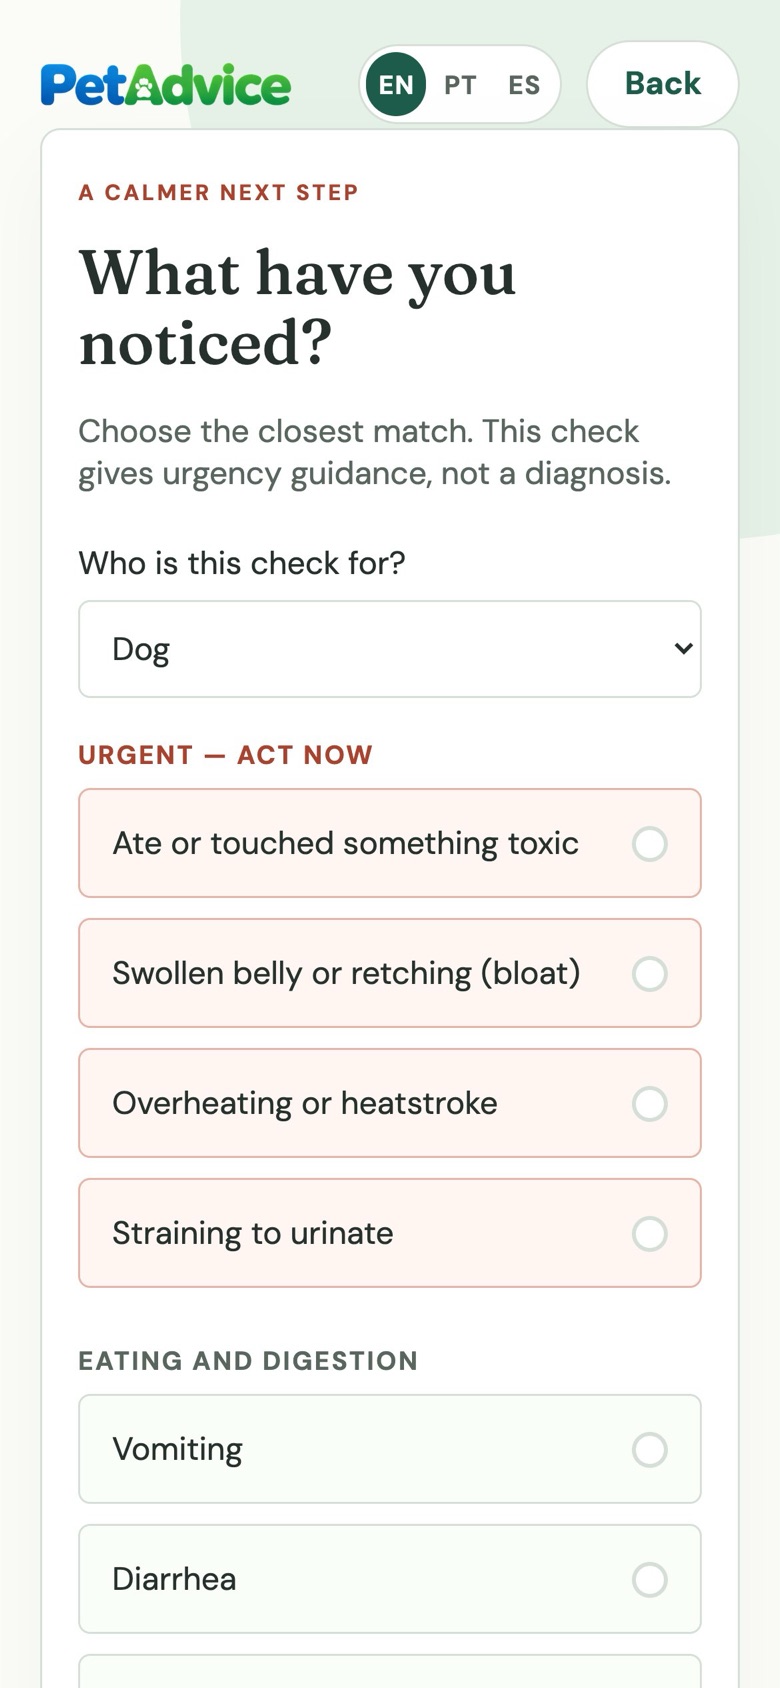 PetAdvice
EN PT ES
Back
A CALMER NEXT STEP
What have you
noticed?
Choose the closest match. This check
gives urgency guidance, not a diagnosis.
Who is this check for?
Dog
URGENT — ACT NOW
Ate or touched something toxic
Swollen belly or retching (bloat)
Overheating or heatstroke
Straining to urinate
EATING AND DIGESTION
Vomiting
Diarrhea